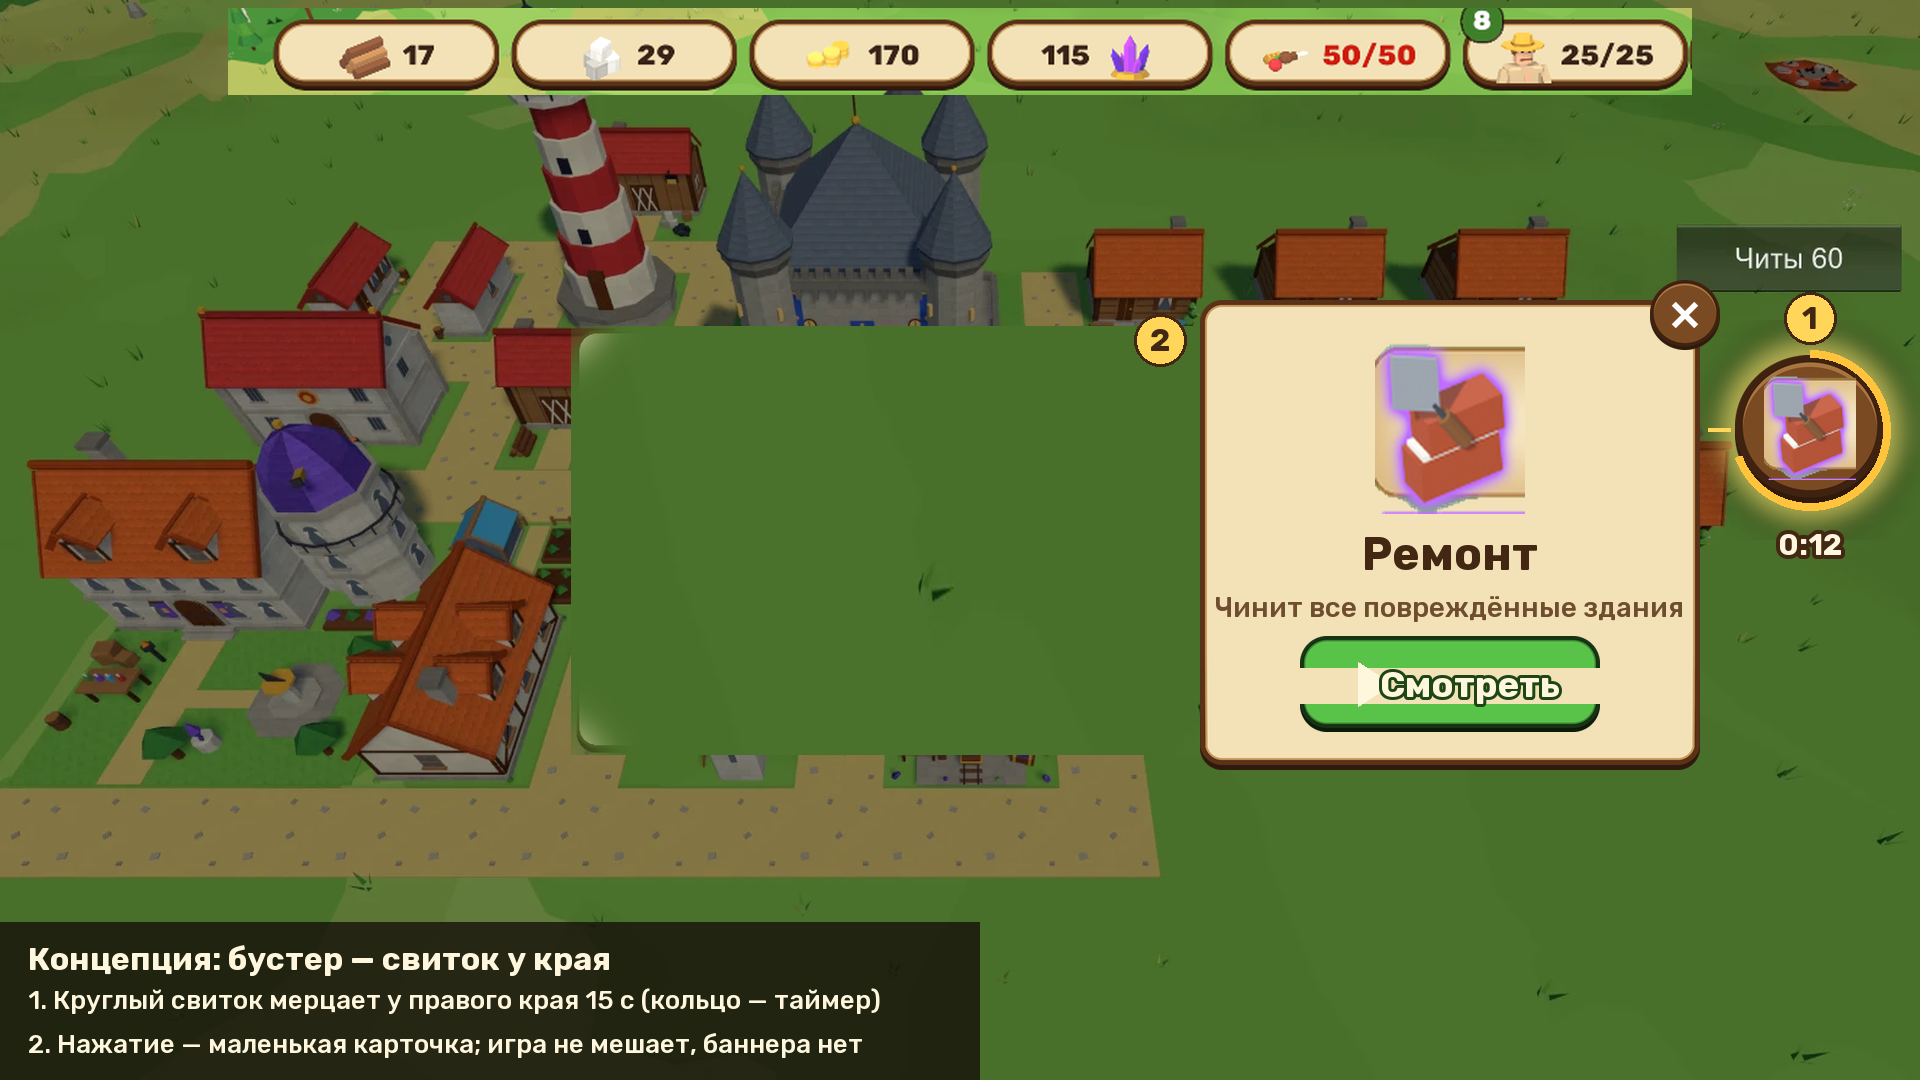 17
29
170
115
50/50
8
25/25
Читы 60
1
2
Ремонт
Чинит все повреждённые здания
Смотреть
0:12
Концепция: бустер — свиток у края
1. Круглый свиток мерцает у правого края 15 с (кольцо — таймер)
2. Нажатие — маленькая карточка; игра не мешает, баннера нет